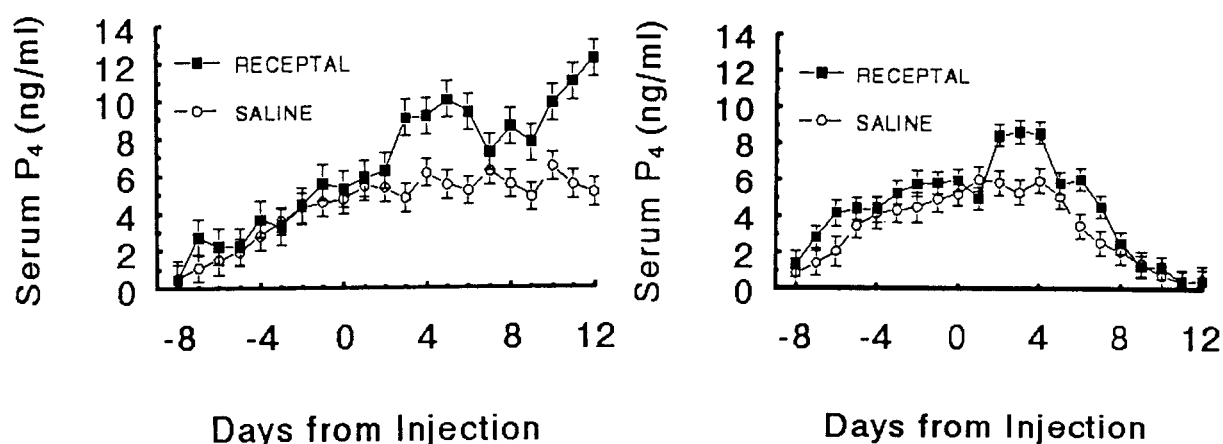 Serum P₄ (ng/ml)
14
12
10
8
6
4
2
0
RECEPTAL
SALINE
-8 -4 0 4 8 12
Days from Injection
Serum P₄ (ng/ml)
14
12
10
8
6
4
2
0
RECEPTAL
SALINE
-8 -4 0 4 8 12
Days from Injection